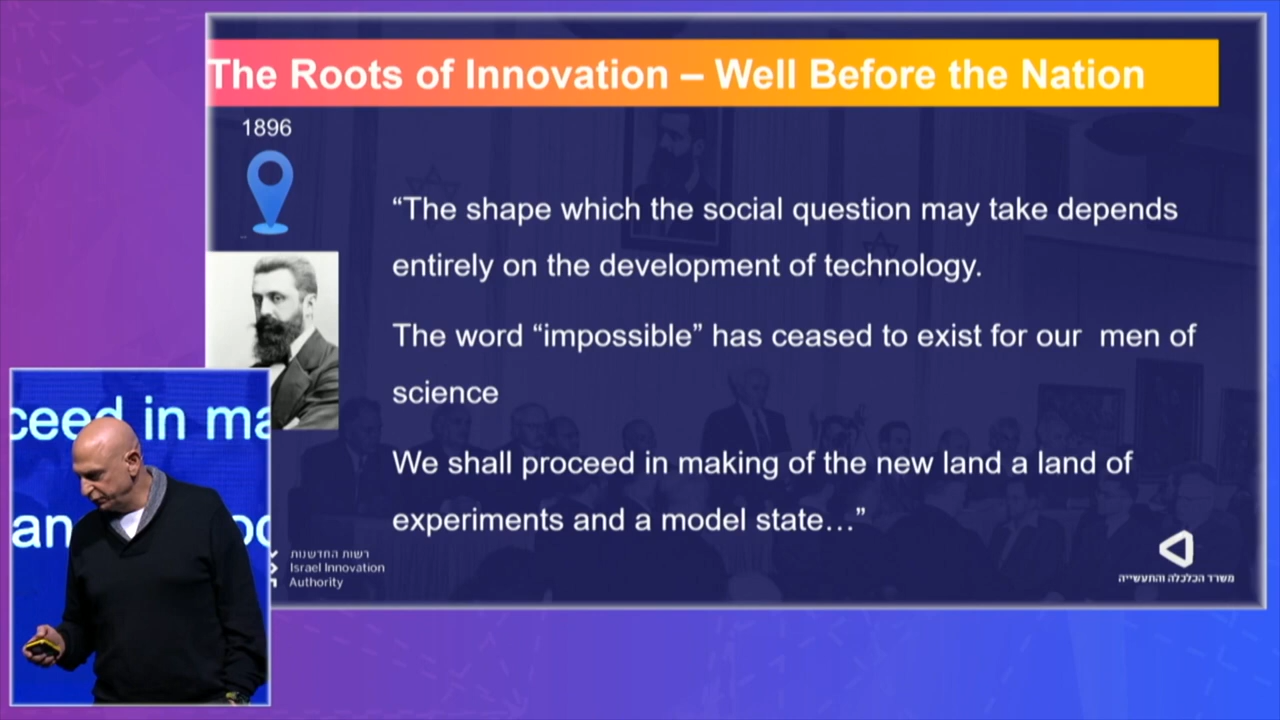 The Roots of Innovation – Well Before the Nation
1896
“The shape which the social question may take depends
entirely on the development of technology.
The word “impossible” has ceased to exist for our men of
science
We shall proceed in making of the new land a land of
experiments and a model state…”
ceed in ma
an
רשות החדשנות
Israel Innovation
Authority
משרד הכלכלה והתעשייה